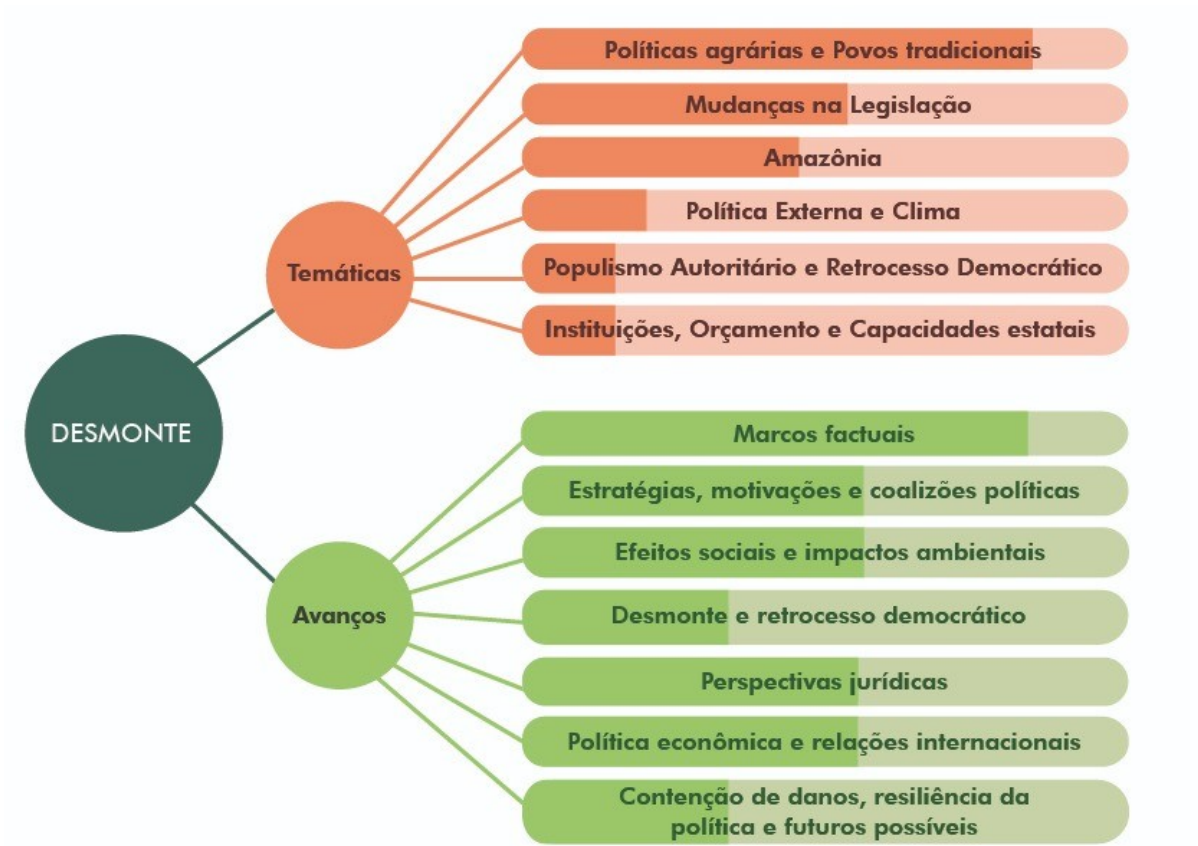 Políticas agrárias e Povos tradicionais
Mudanças na Legislação
Amazônia
Política Externa e Clima
Temáticas
Populismo Autoritário e Retrocesso Democrático
Instituições, Orçamento e Capacidades estatais
DESMONTE
Marcos factuais
Estratégias, motivações e coalizões políticas
Efeitos sociais e impactos ambientais
Avanços
Desmonte e retrocesso democrático
Perspectivas jurídicas
Política econômica e relações internacionais
Contenção de danos, resiliência da
política e futuros possíveis